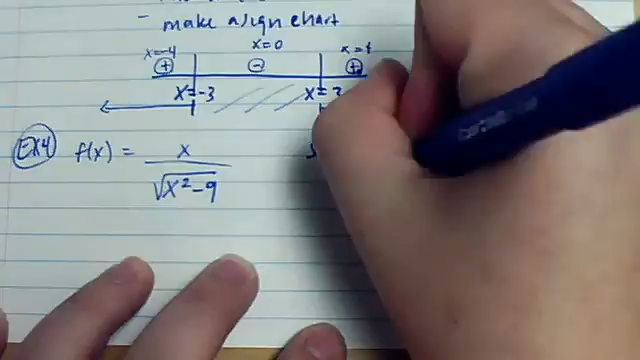 - make a sign chart
x=-4 x=0 x=4
+ - +
x=-3 x=3
EX4 f(x) = x
√x²-9